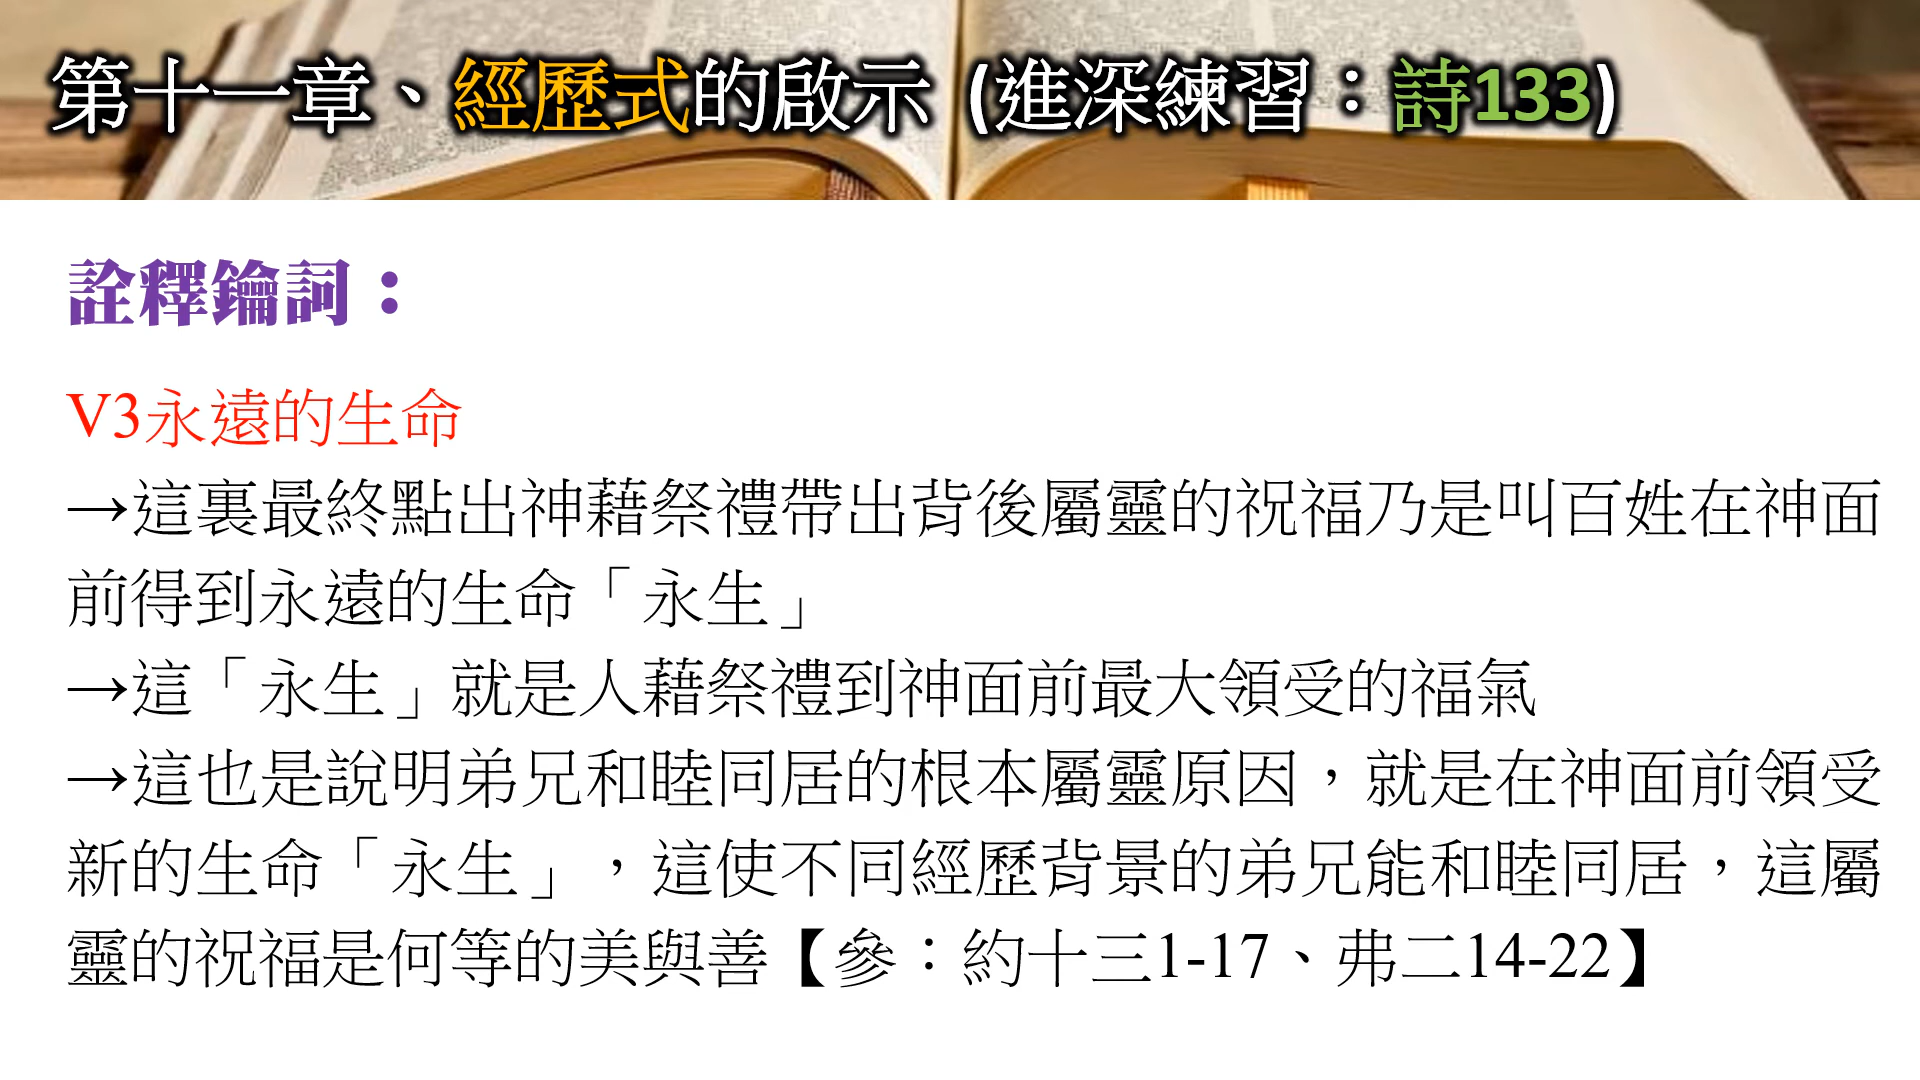 第十一章、經歷式的啟示 (進深練習：詩133)
詮釋鑰詞：
V3永遠的生命
→這裏最終點出神藉祭禮帶出背後屬靈的祝福乃是叫百姓在神面
前得到永遠的生命「永生」
→這「永生」就是人藉祭禮到神面前最大領受的福氣
→這也是說明弟兄和睦同居的根本屬靈原因，就是在神面前領受
新的生命「永生」，這使不同經歷背景的弟兄能和睦同居，這屬
靈的祝福是何等的美與善【參：約十三1-17、弗二14-22】